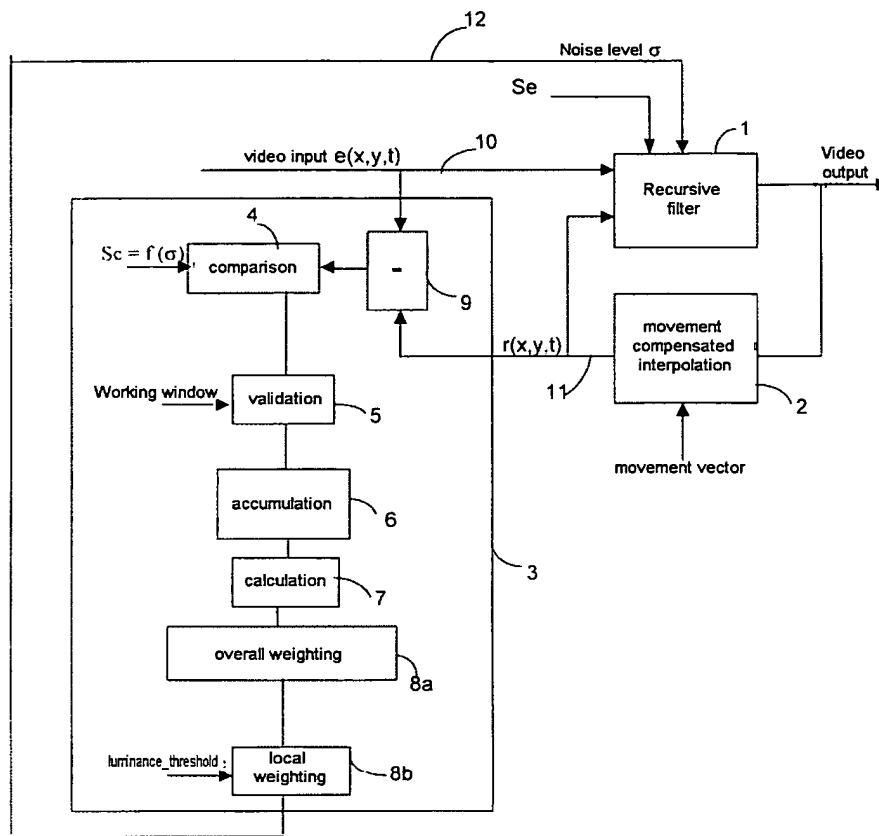 12
Noise level σ
Se
1
video input e(x,y,t)
10
Video
output
Recursive
filter
4
Sc = f (σ)
comparison
-
9
r(x,y,t)
11
movement
compensated
interpolation
2
movement vector
Working window
validation
5
accumulation
6
3
calculation
7
overall weighting
8a
luminance_threshold :
local
weighting
8b